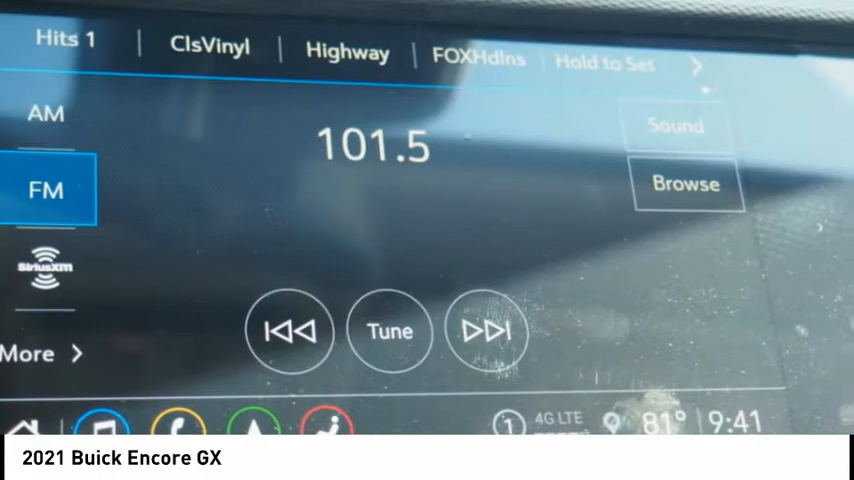 Hits 1 | ClsVinyl | Highway | FOXHdlns | Hold to Set >
AM
101.5
Sound
FM
Browse
SiriusXM
Tune
More >
1 4G LTE 81° 9:41
2021 Buick Encore GX